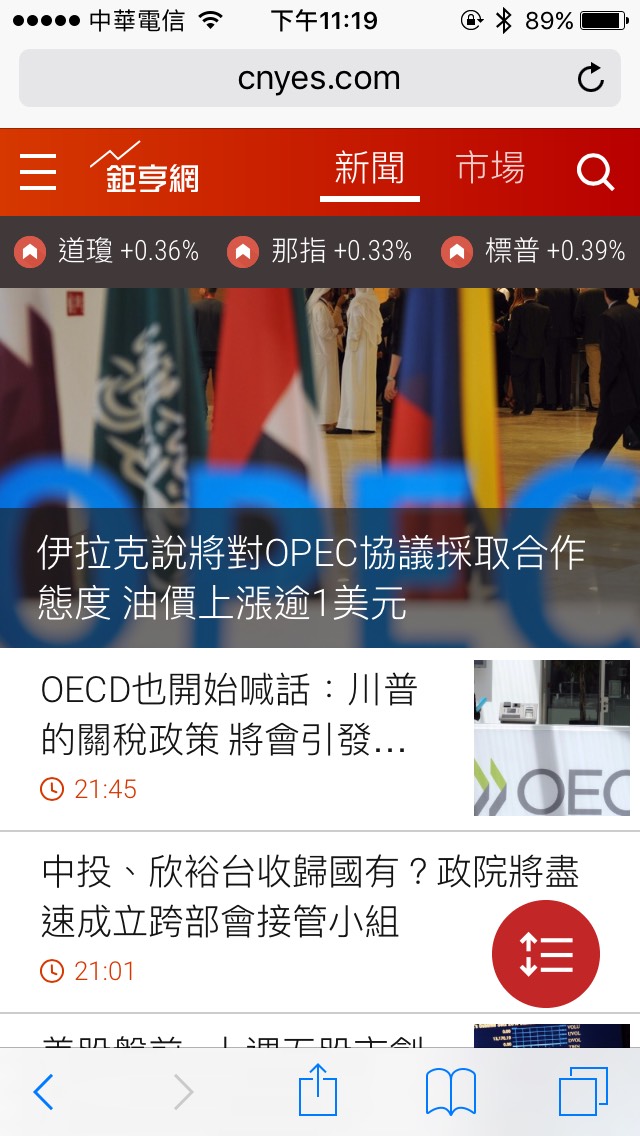 中華電信 下午11:19 89%
cnyes.com
鉅亨網 新聞 市場
道瓊 +0.36% 那指 +0.33% 標普 +0.39%
OPEC
伊拉克說將對OPEC協議採取合作
態度 油價上漲逾1美元
OECD也開始喊話：川普
的關稅政策 將會引發...
21:45
OEC
中投、欣裕台收歸國有？政院將盡
速成立跨部會接管小組
21:01